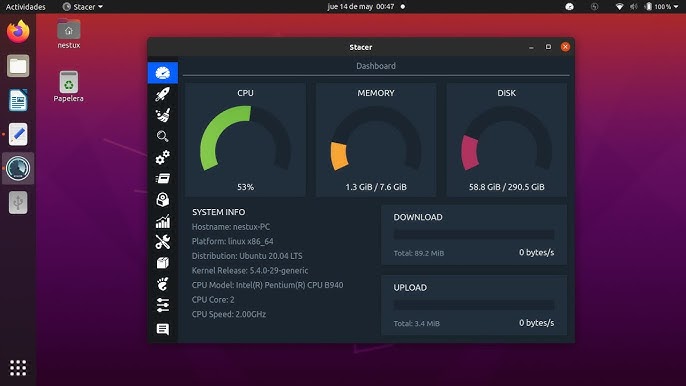 Actividades
Stacer
jue 14 de may 00:47
100 %
nestux
Papelera
Stacer
Dashboard
CPU
53%
MEMORY
1.3 GiB / 7.6 GiB
DISK
58.8 GiB / 290.5 GiB
SYSTEM INFO
Hostname: nestux-PC
Platform: linux x86_64
Distribution: Ubuntu 20.04 LTS
Kernel Release: 5.4.0-29-generic
CPU Model: Intel(R) Pentium(R) CPU B940
CPU Core: 2
CPU Speed: 2.00GHz
DOWNLOAD
Total: 89.2 MiB
0 bytes/s
UPLOAD
Total: 3.4 MiB
0 bytes/s